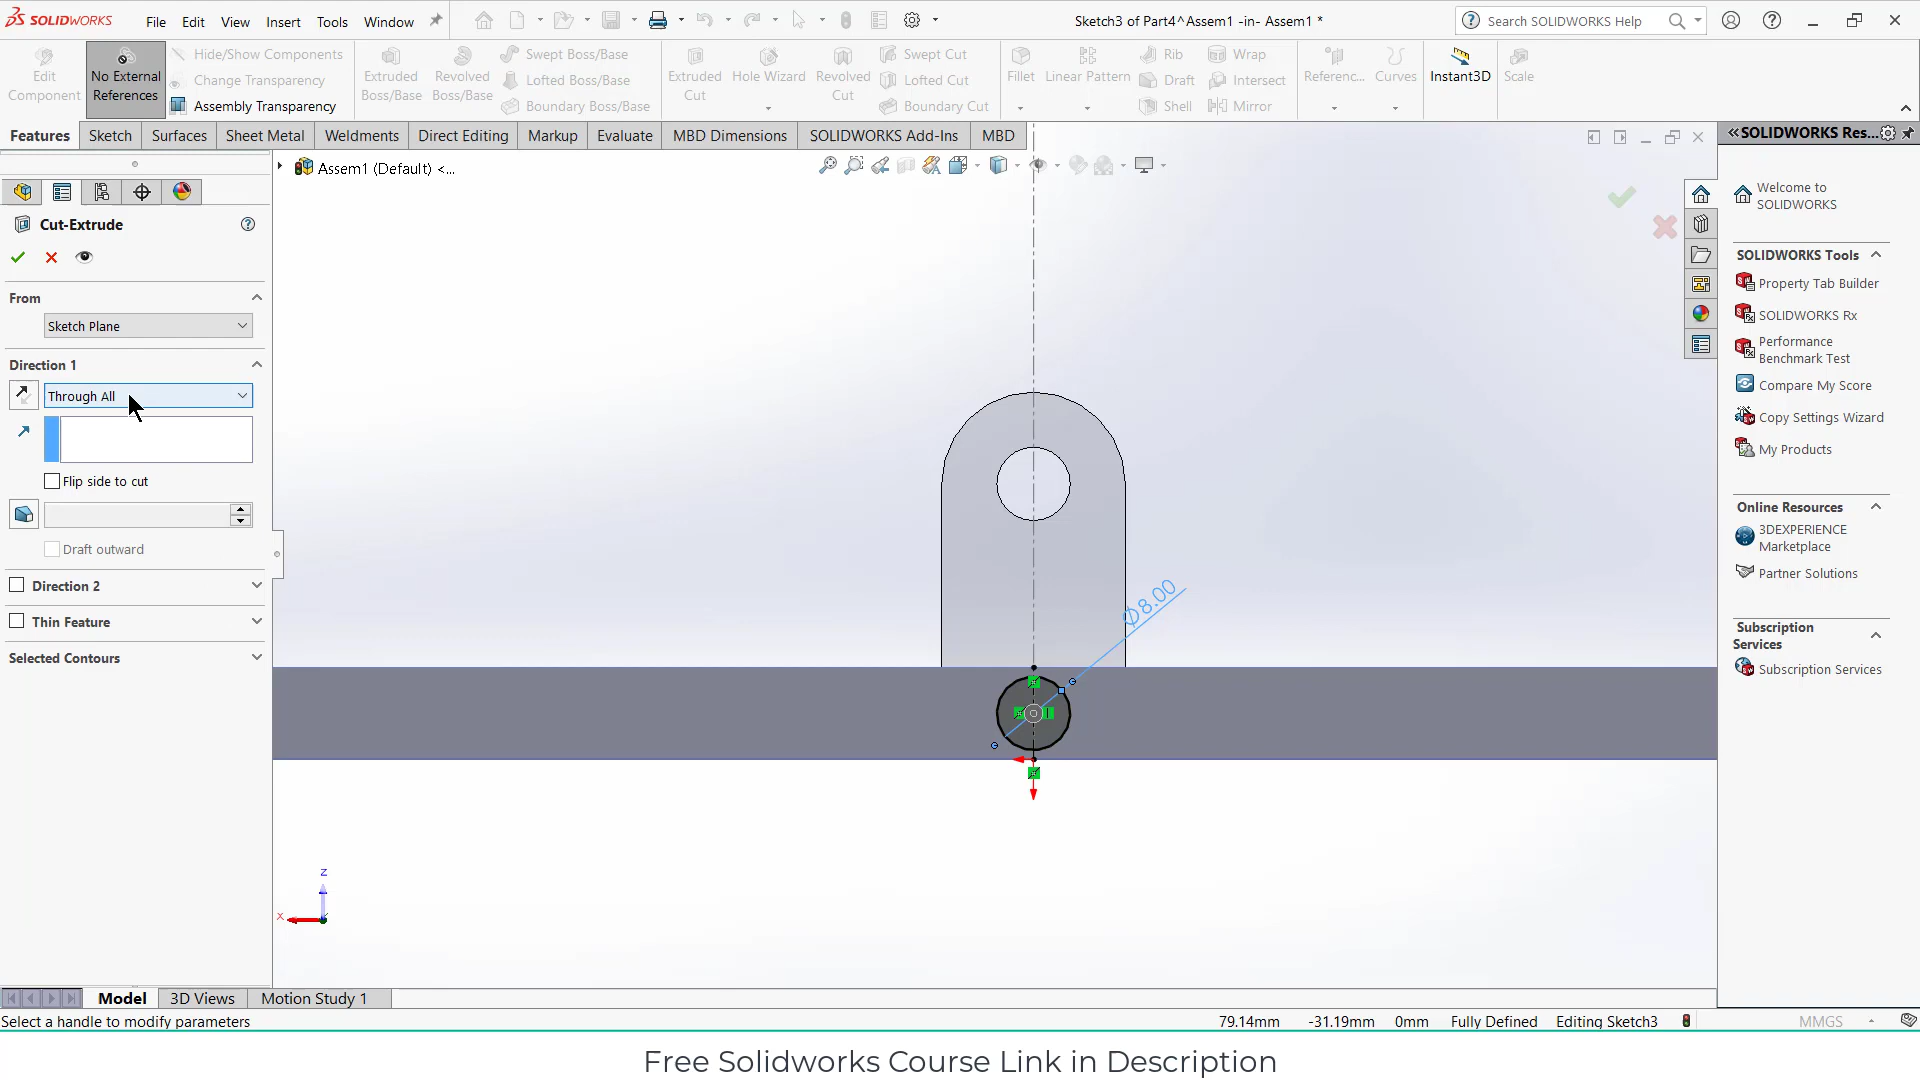 SOLIDWORKS File Edit View Insert Tools Window Sketch3 of Part4^Assem1 -in- Assem1 * Search SOLIDWORKS Help
Edit Component
No External References
Hide/Show Components
Change Transparency
Assembly Transparency
Extruded Boss/Base
Revolved Boss/Base
Swept Boss/Base
Lofted Boss/Base
Boundary Boss/Base
Extruded Cut
Hole Wizard
Revolved Cut
Swept Cut
Lofted Cut
Boundary Cut
Fillet
Linear Pattern
Rib
Draft
Shell
Wrap
Intersect
Mirror
Referenc...
Curves
Instant3D
Scale
Features Sketch Surfaces Sheet Metal Weldments Direct Editing Markup Evaluate MBD Dimensions SOLIDWORKS Add-Ins MBD
SOLIDWORKS Res...
Assem1 (Default) <...
Cut-Extrude
From
Sketch Plane
Direction 1
Through All
Flip side to cut
Draft outward
Direction 2
Thin Feature
Selected Contours
Ø8.00
z
x
Welcome to
SOLIDWORKS
SOLIDWORKS Tools
Property Tab Builder
SOLIDWORKS Rx
Performance
Benchmark Test
Compare My Score
Copy Settings Wizard
My Products
Online Resources
3DEXPERIENCE
Marketplace
Partner Solutions
Subscription
Services
Subscription Services
Model 3D Views Motion Study 1
Select a handle to modify parameters 79.14mm -31.19mm 0mm Fully Defined Editing Sketch3 MMGS
Free Solidworks Course Link in Description